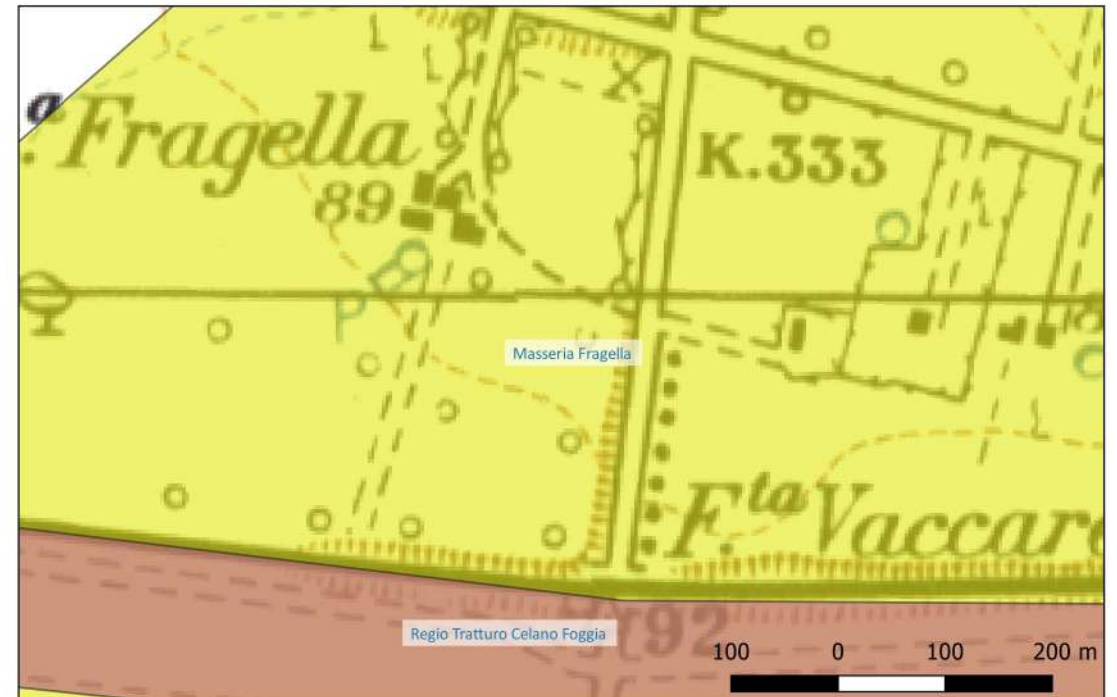 a
. Fragella
K.333
89
P B
Masseria Fragella
F.ta Vaccar
Regio Tratturo Celano Foggia
92
100 0 100 200 m